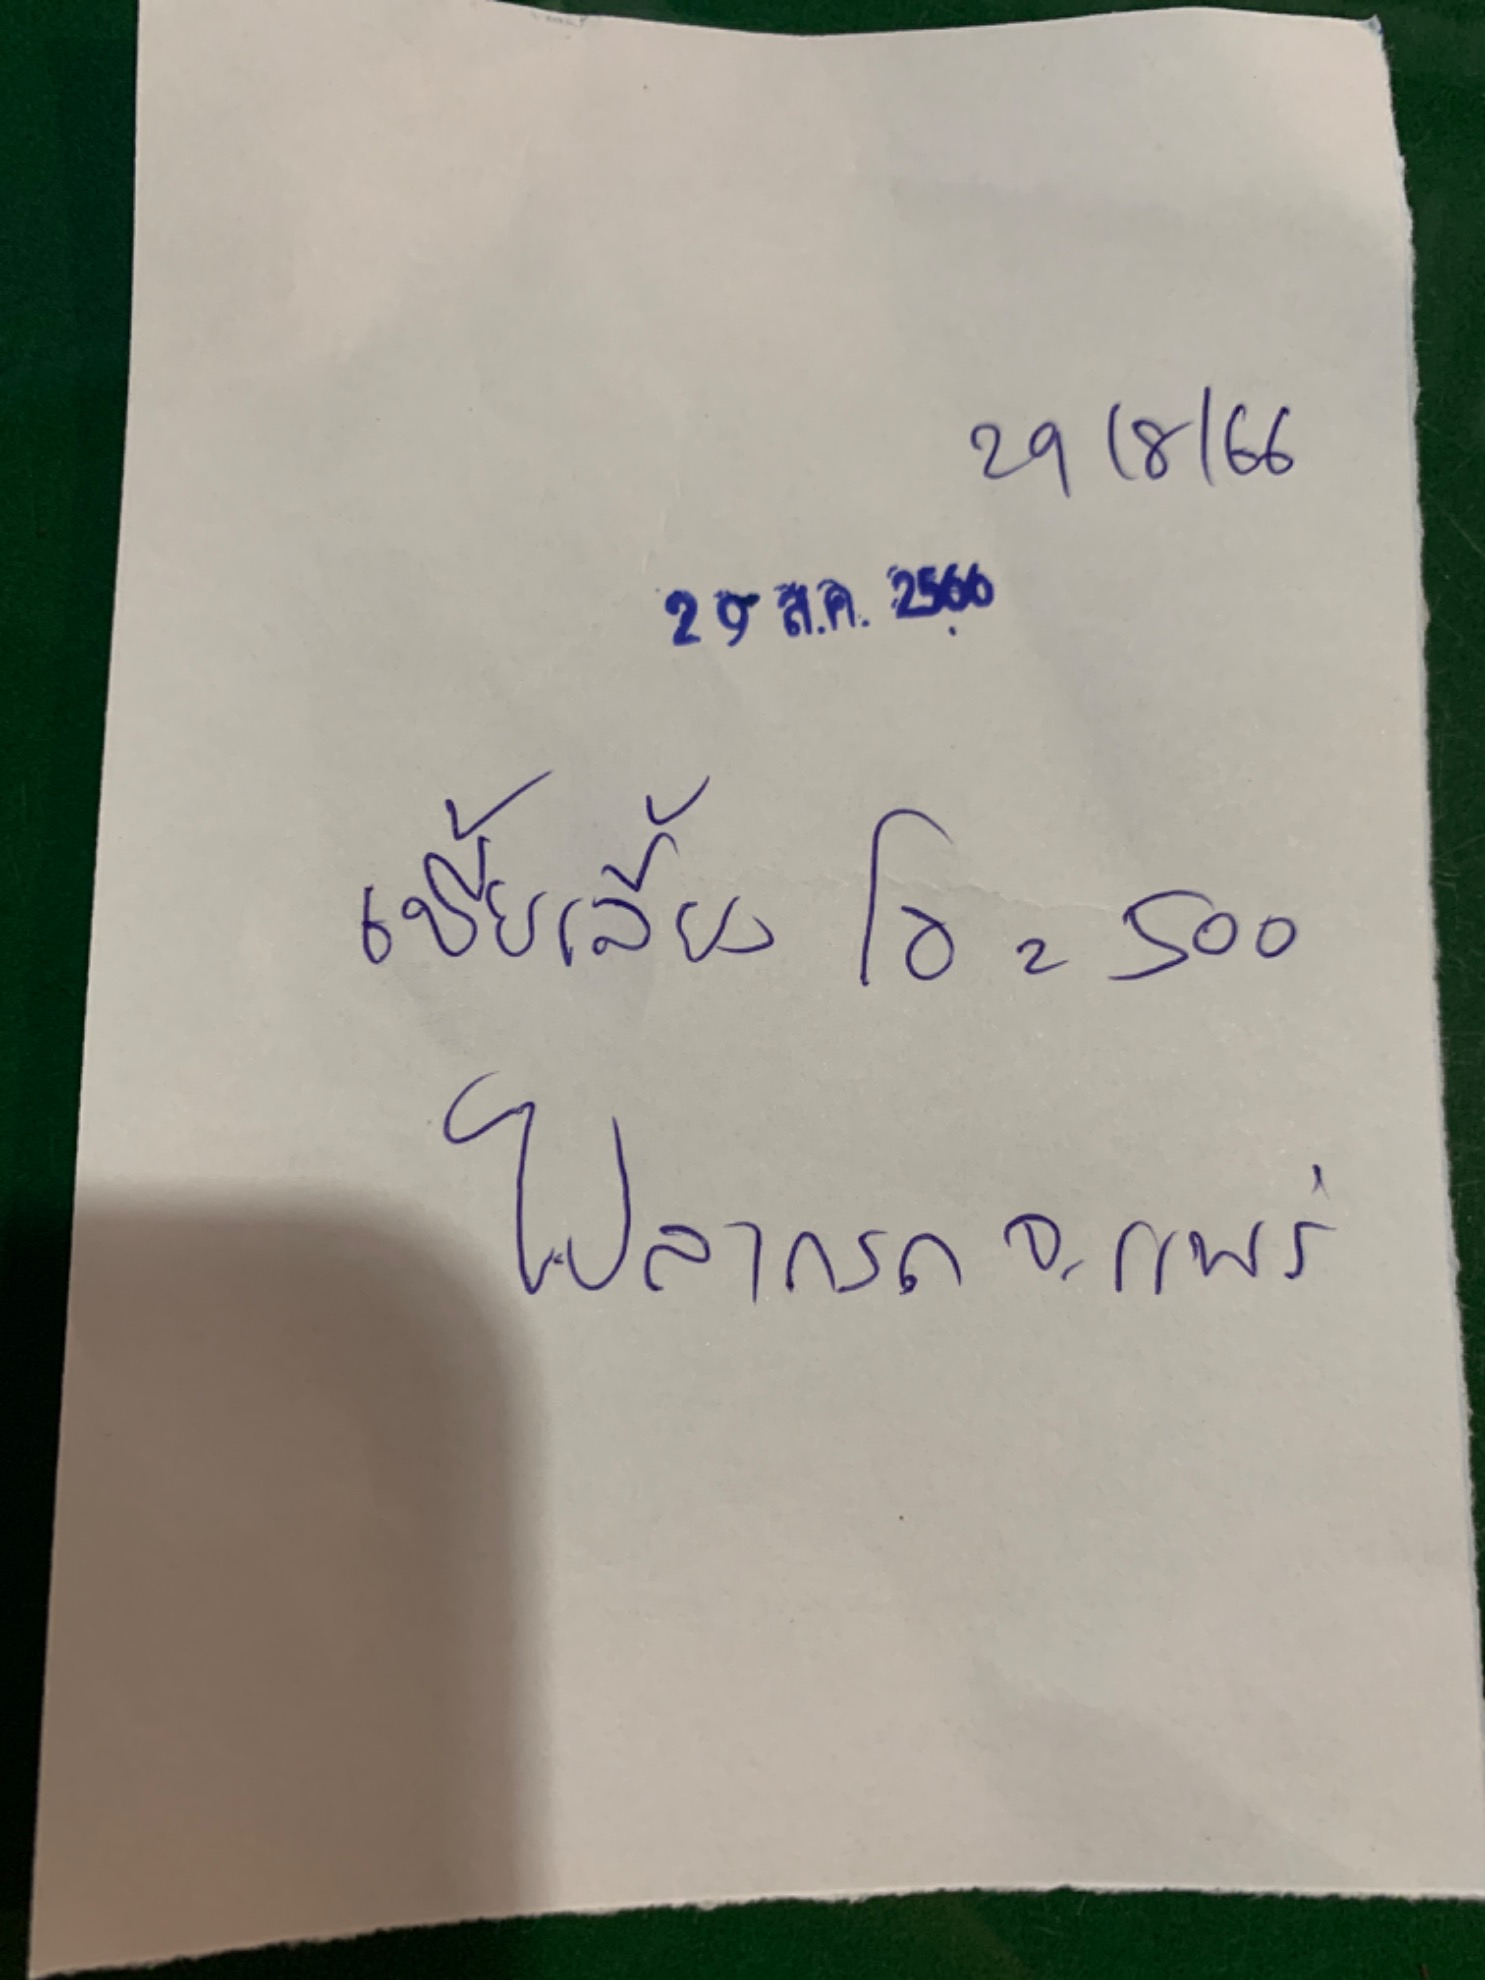 29/8/66
29 ส.ค. 2566
เบี้ยเลี้ยง โอ = 500
ไปลากรถ จ.แพร่